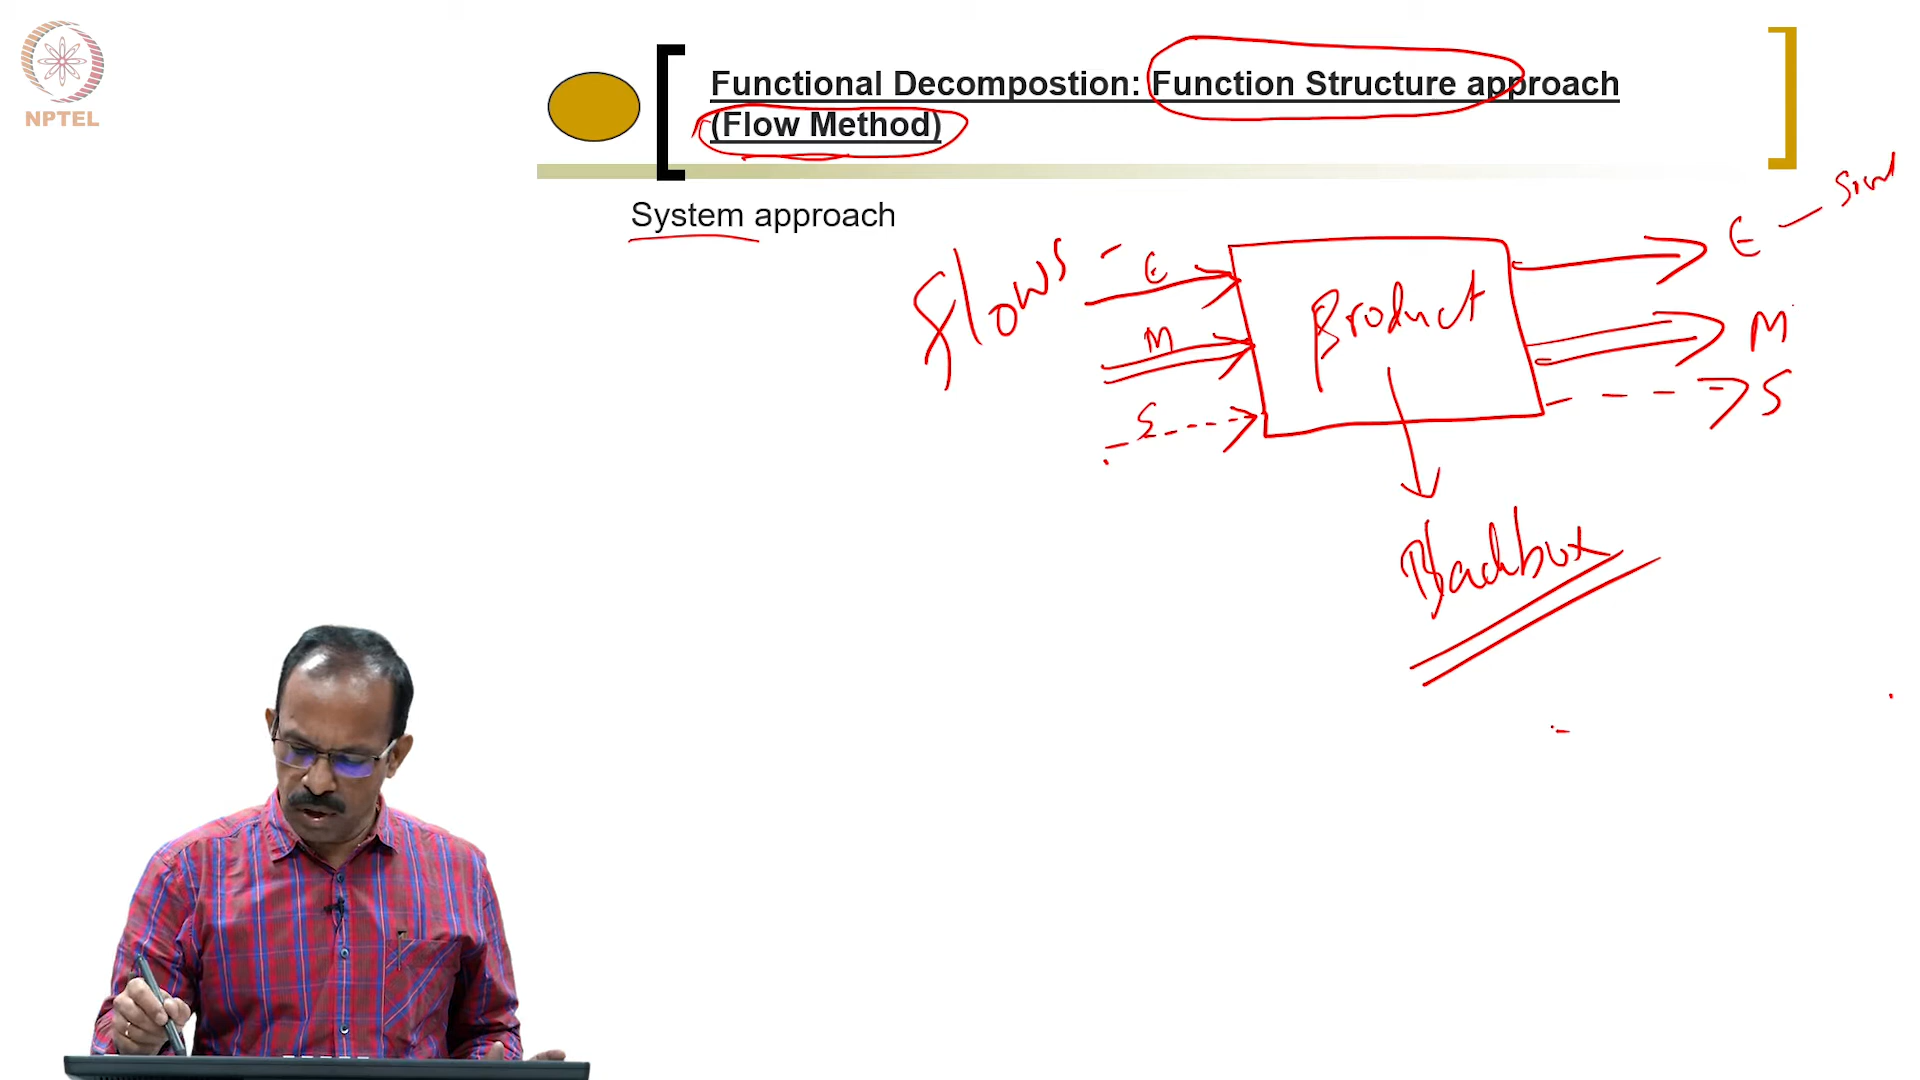 NPTEL
Functional Decompostion: Function Structure approach
(Flow Method)
System approach
Flows -
E
M
S
Product
E
M
S
Blackbox